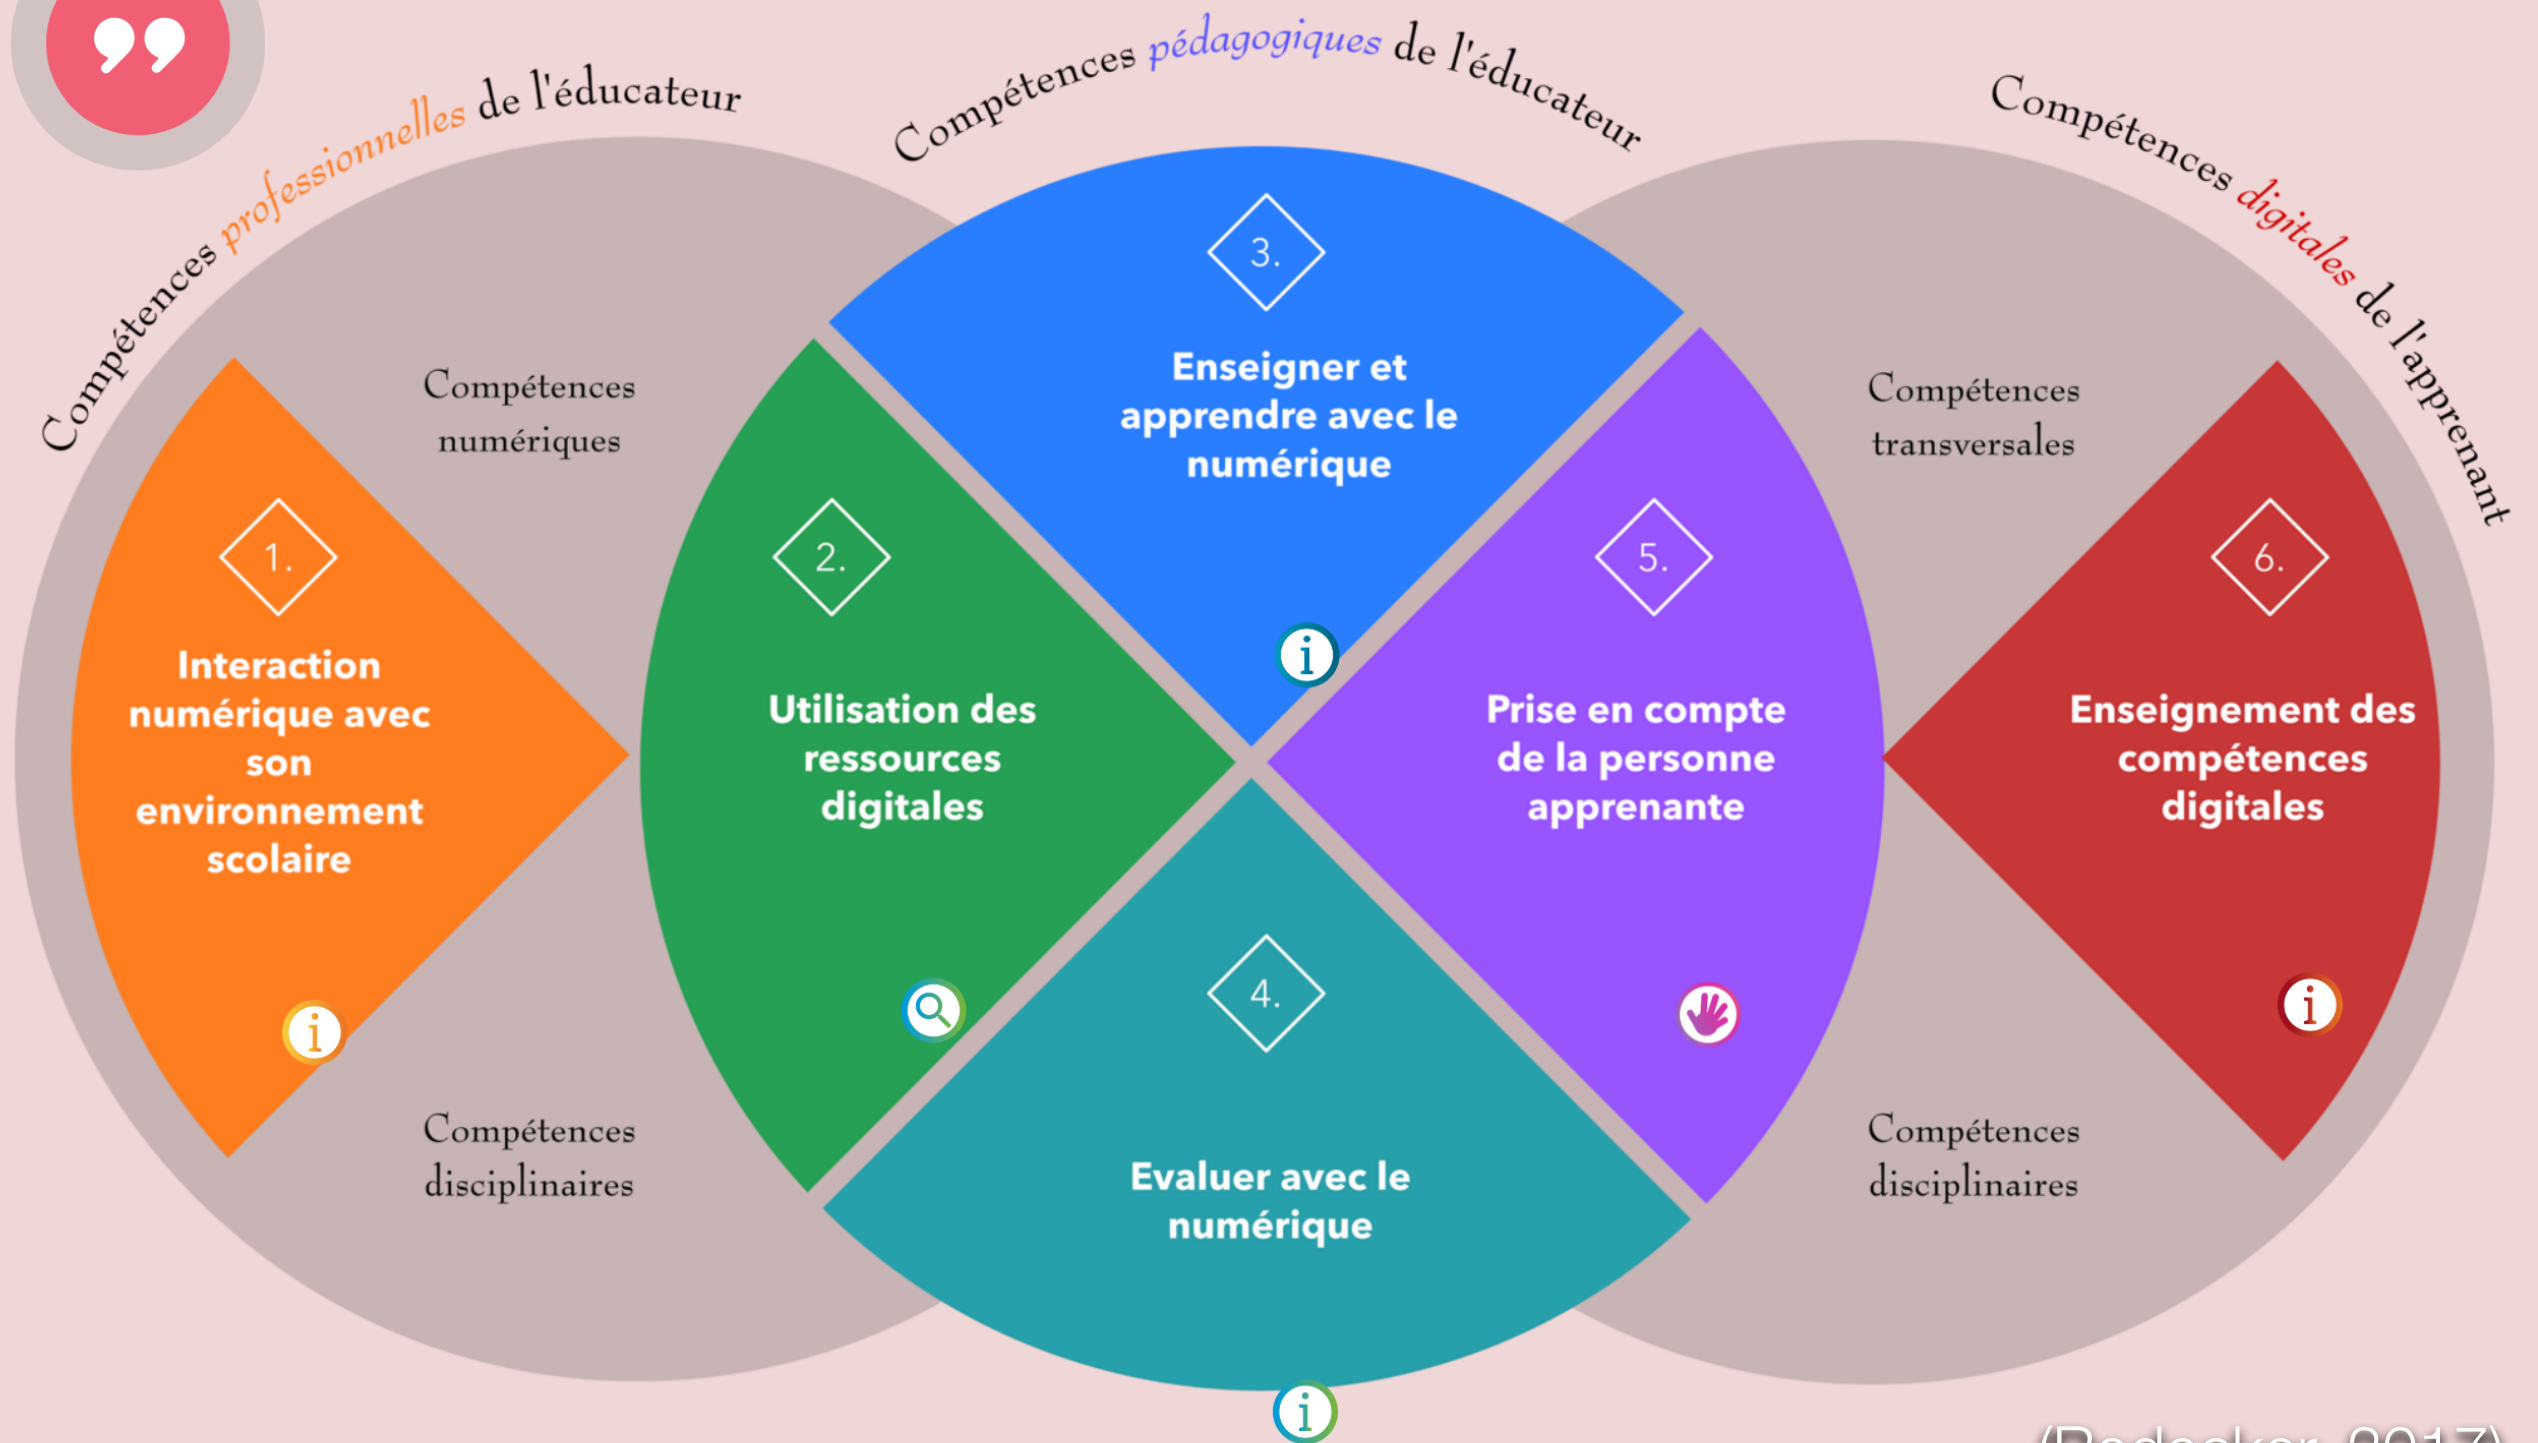 Compétences professionnelles de l'éducateur
Compétences pédagogiques de l'éducateur
Compétences digitales de l'apprenant
1.
Interaction
numérique avec
son
environnement
scolaire
Compétences
numériques
Compétences
disciplinaires
2.
Utilisation des
ressources
digitales
3.
Enseigner et
apprendre avec le
numérique
4.
Evaluer avec le
numérique
5.
Prise en compte
de la personne
apprenante
Compétences
transversales
Compétences
disciplinaires
6.
Enseignement des
compétences
digitales
(Redecker, 2017)